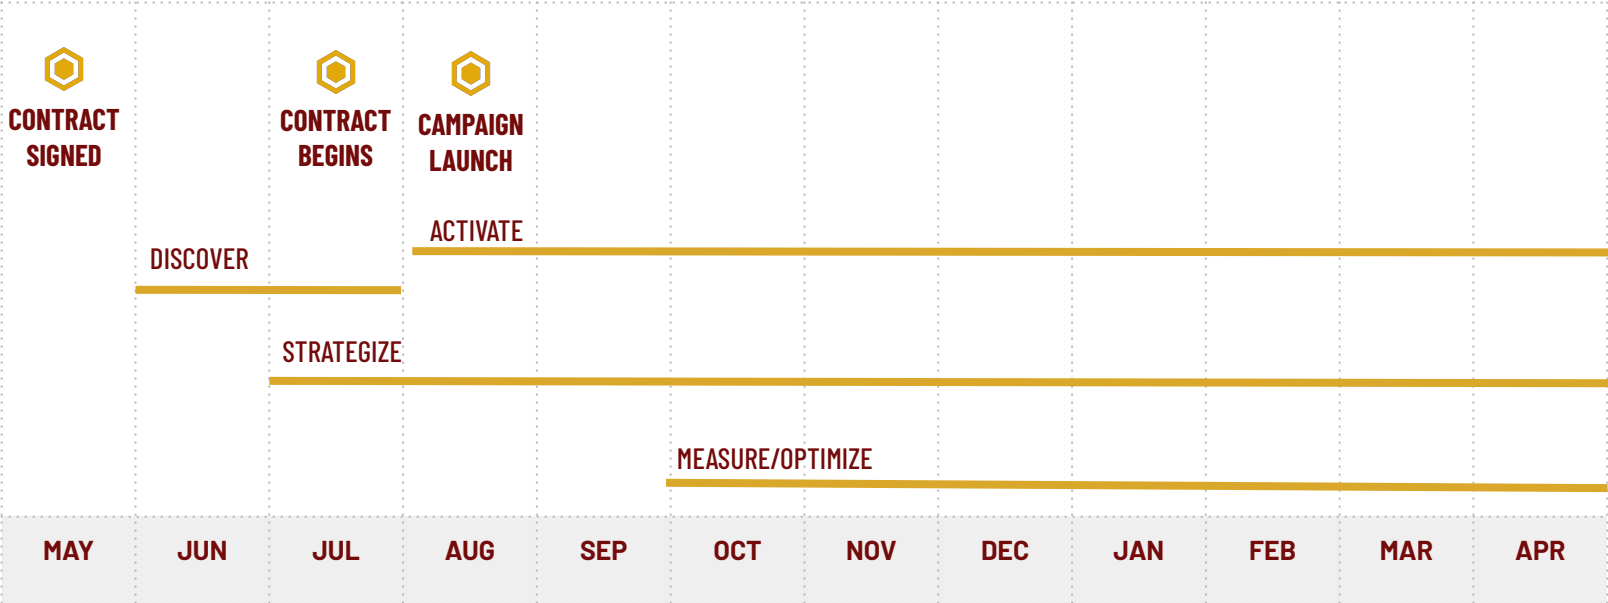 CONTRACT
SIGNED
CONTRACT
BEGINS
CAMPAIGN
LAUNCH
ACTIVATE
DISCOVER
STRATEGIZE
MEASURE/OPTIMIZE
MAY JUN JUL AUG SEP OCT NOV DEC JAN FEB MAR APR